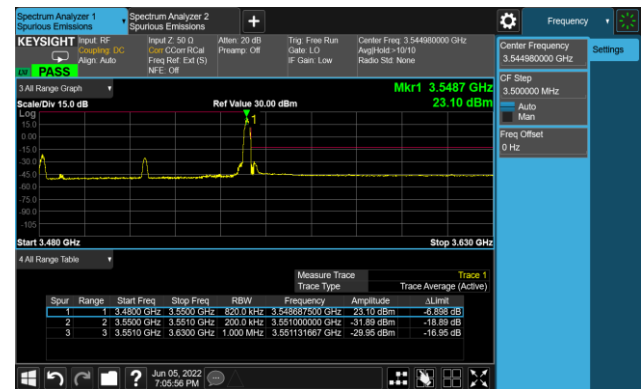 Spectrum Analyzer 1
Spurious Emissions
Spectrum Analyzer 2
Spurious Emissions
+
Frequency
KEYSIGHT
Input: RF
Coupling: DC
Align: Auto
Input Z: 50 Ω
Corr CCorr RCal
Freq Ref: Ext (S)
NFE: Off
Atten: 20 dB
Preamp: Off
Trig: Free Run
Gate: LO
IF Gain: Low
Center Freq: 3.544980000 GHz
Avg|Hold:>10/10
Radio Std: None
PASS
Center Frequency
3.544980000 GHz
Settings
CF Step
3.500000 MHz
Auto
Man
Freq Offset
0 Hz
3 All Range Graph
Mkr1 3.5487 GHz
Scale/Div 15.0 dB
Ref Value 30.00 dBm
23.10 dBm
Log
15.0
0.00
-15.0
-30.0
-45.0
-60.0
-75.0
-90.0
-105
1
Start 3.480 GHz
Stop 3.630 GHz
4 All Range Table
Measure Trace Trace 1
Trace Type Trace Average (Active)
Spur Range Start Freq Stop Freq RBW Frequency Amplitude ΔLimit
1 1 3.4800 GHz 3.5500 GHz 820.0 kHz 3.548687500 GHz 23.10 dBm -6.898 dB
2 2 3.5500 GHz 3.5510 GHz 200.0 kHz 3.551000000 GHz -31.89 dBm -18.89 dB
3 3 3.5510 GHz 3.6300 GHz 1.000 MHz 3.551131667 GHz -29.95 dBm -16.95 dB
?
Jun 05, 2022
7:05:56 PM